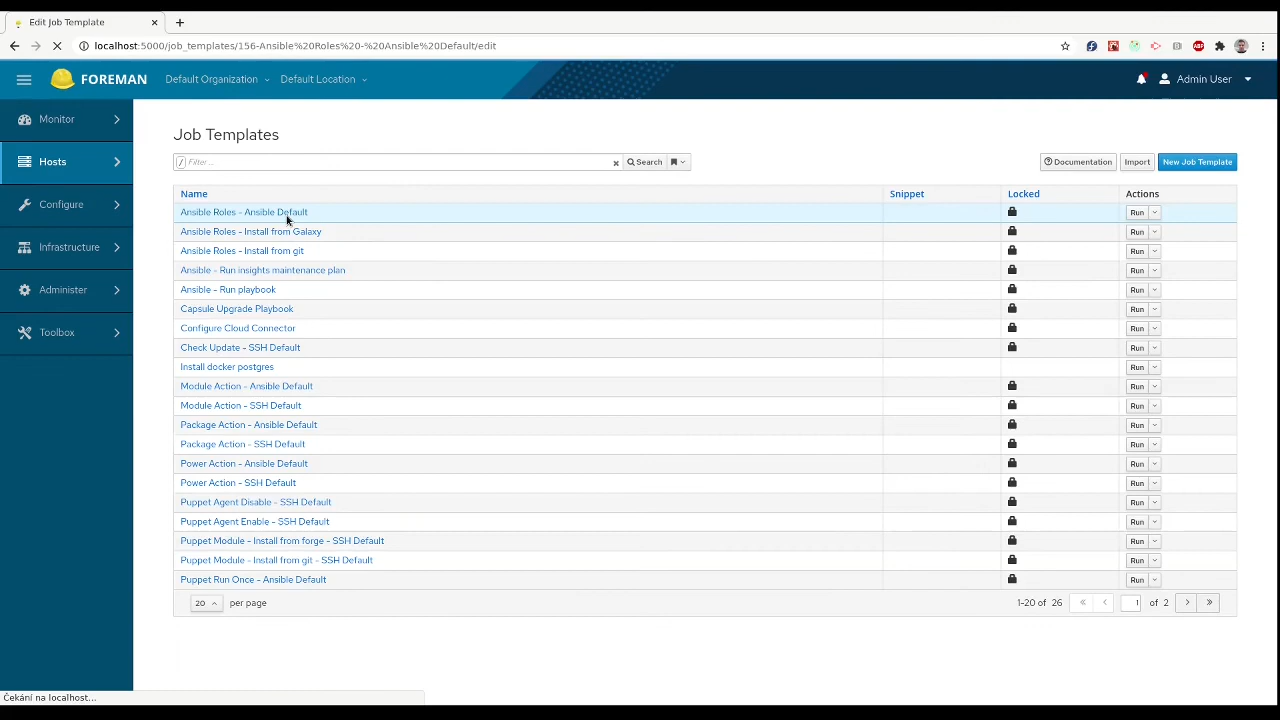 Edit Job Template
localhost:5000/job_templates/156-Ansible%20Roles%20-%20Ansible%20Default/edit
ABP
FOREMAN
Default Organization
Default Location
Admin User
Monitor
Hosts
Configure
Infrastructure
Administer
Toolbox
Job Templates
Filter ...
Search
Documentation
Import
New Job Template
Name Snippet Locked Actions
Ansible Roles - Ansible Default Run
Ansible Roles - Install from Galaxy Run
Ansible Roles - Install from git Run
Ansible - Run insights maintenance plan Run
Ansible - Run playbook Run
Capsule Upgrade Playbook Run
Configure Cloud Connector Run
Check Update - SSH Default Run
Install docker postgres Run
Module Action - Ansible Default Run
Module Action - SSH Default Run
Package Action - Ansible Default Run
Package Action - SSH Default Run
Power Action - Ansible Default Run
Power Action - SSH Default Run
Puppet Agent Disable - SSH Default Run
Puppet Agent Enable - SSH Default Run
Puppet Module - Install from forge - SSH Default Run
Puppet Module - Install from git - SSH Default Run
Puppet Run Once - Ansible Default Run
20 per page 1-20 of 26 1 of 2
Čekání na localhost...